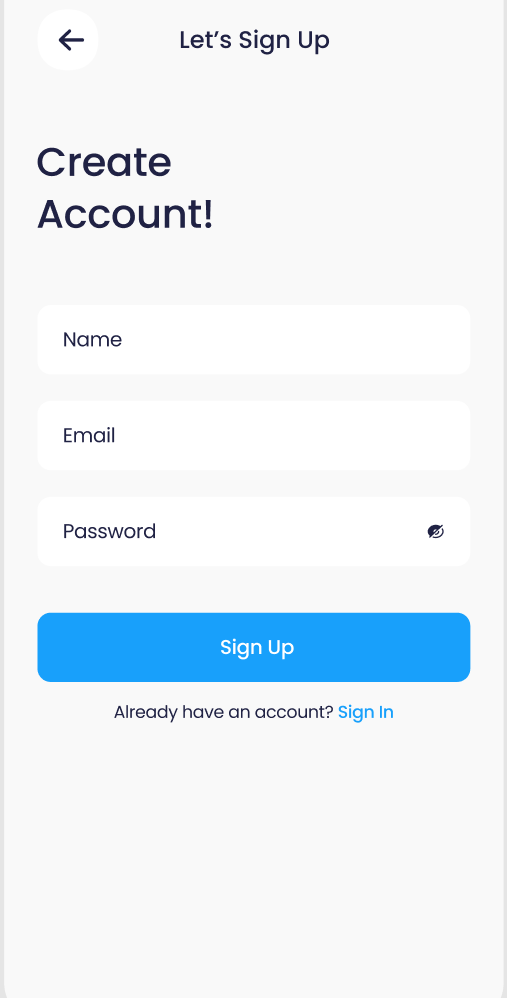 Let’s Sign Up
Create
Account!
Name
Email
Password
Sign Up
Already have an account? Sign In